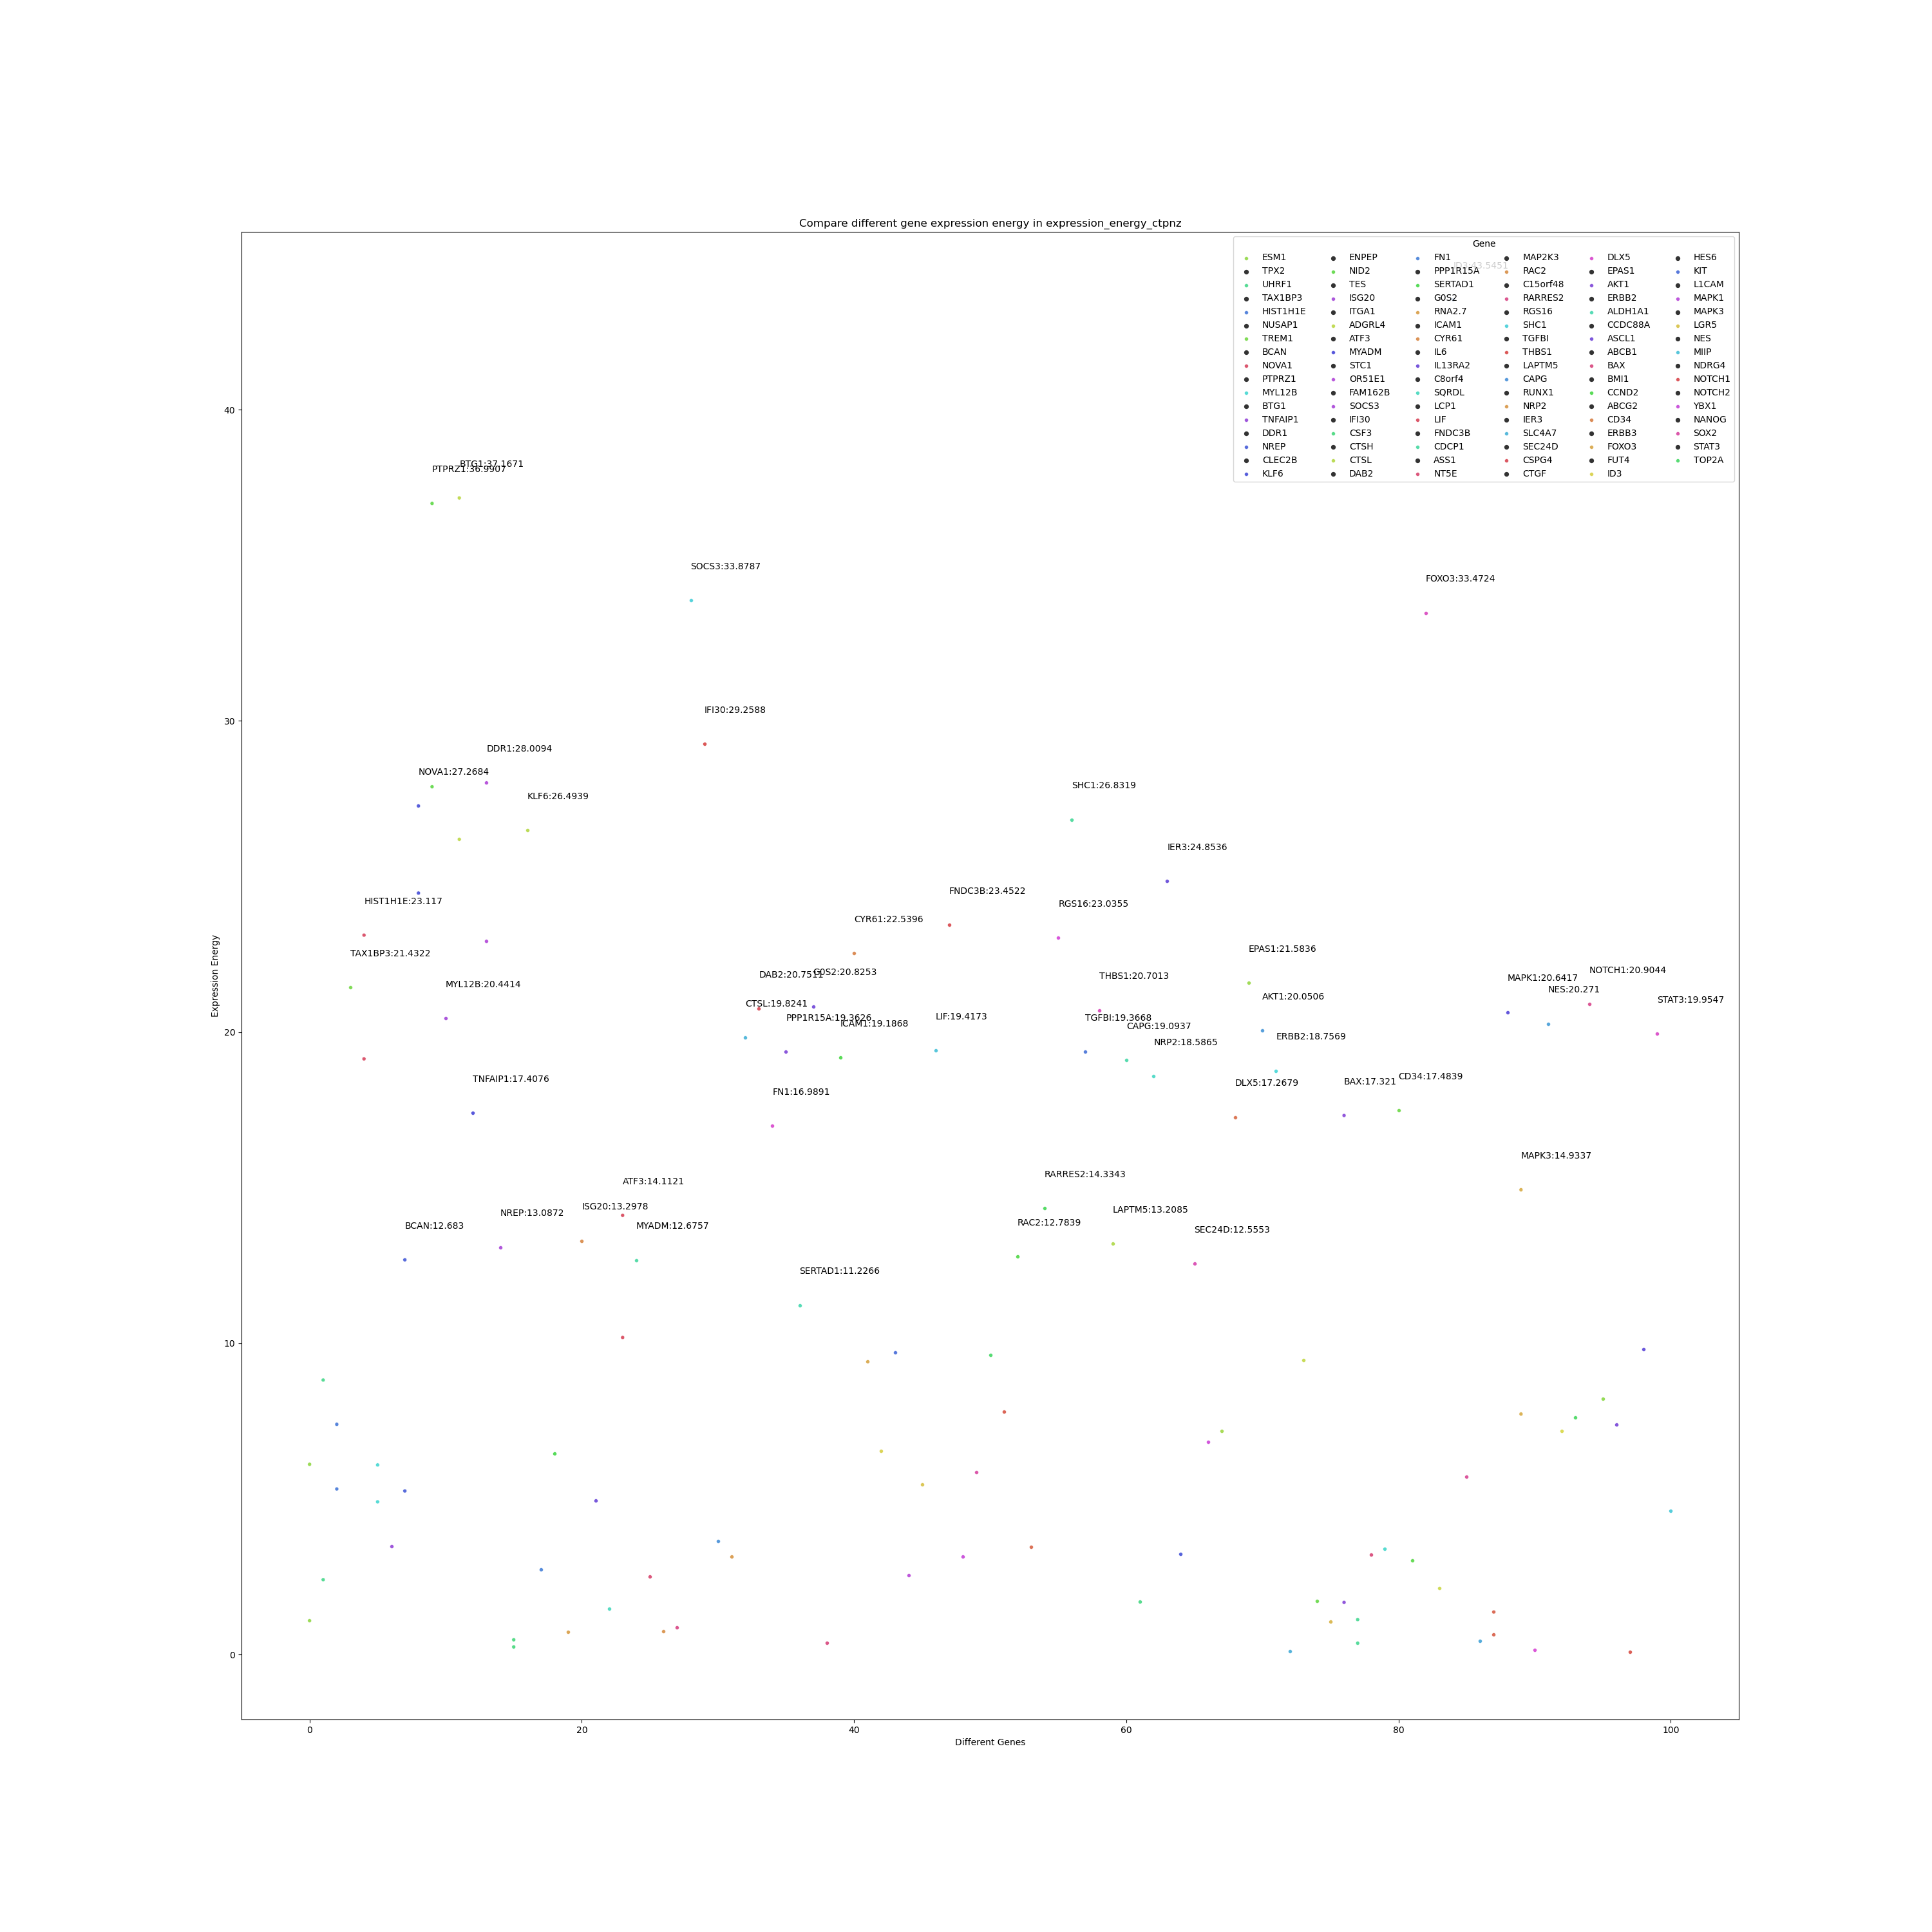 Compare different gene expression energy in expression_energy_ctpnz
Gene
ESM1 ENPEP FN1 MAP2K3 DLX5 HES6
ID3:43.5451
TPX2 NID2 PPP1R15A RAC2 EPAS1 KIT
UHRF1 TES SERTAD1 C15orf48 AKT1 L1CAM
TAX1BP3 ISG20 G0S2 RARRES2 ERBB2 MAPK1
HIST1H1E ITGA1 RNA2.7 RGS16 ALDH1A1 MAPK3
NUSAP1 ADGRL4 ICAM1 SHC1 CCDC88A LGR5
TREM1 ATF3 CYR61 TGFBI ASCL1 NES
BCAN MYADM IL6 THBS1 ABCB1 MIIP
NOVA1 STC1 IL13RA2 LAPTM5 BAX NDRG4
PTPRZ1 OR51E1 C8orf4 CAPG BMI1 NOTCH1
MYL12B FAM162B SQRDL RUNX1 CCND2 NOTCH2
BTG1 SOCS3 LCP1 NRP2 ABCG2 YBX1
TNFAIP1 IFI30 LIF IER3 CD34 NANOG
DDR1 CSF3 FNDC3B SLC4A7 ERBB3 SOX2
NREP CTSH CDCP1 SEC24D FOXO3 STAT3
CLEC2B CTSL ASS1 CSPG4 FUT4 TOP2A
KLF6 DAB2 NT5E CTGF ID3
40
BTG1:37.1671
PTPRZ1:36.9907
SOCS3:33.8787
FOXO3:33.4724
30
IFI30:29.2588
DDR1:28.0094
NOVA1:27.2684
SHC1:26.8319
KLF6:26.4939
IER3:24.8536
FNDC3B:23.4522
HIST1H1E:23.117
RGS16:23.0355
CYR61:22.5396
EPAS1:21.5836
TAX1BP3:21.4322
NOTCH1:20.9044
G0S2:20.8253
DAB2:20.7511
THBS1:20.7013
MAPK1:20.6417
MYL12B:20.4414
NES:20.271
AKT1:20.0506
STAT3:19.9547
CTSL:19.8241
LIF:19.4173
TGFBI:19.3668
PPP1R15A:19.3626
ICAM1:19.1868
CAPG:19.0937
20
ERBB2:18.7569
NRP2:18.5865
CD34:17.4839
TNFAIP1:17.4076
BAX:17.321
DLX5:17.2679
FN1:16.9891
MAPK3:14.9337
RARRES2:14.3343
ATF3:14.1121
ISG20:13.2978
LAPTM5:13.2085
NREP:13.0872
RAC2:12.7839
BCAN:12.683
MYADM:12.6757
SEC24D:12.5553
SERTAD1:11.2266
10
0
Expression Energy
0 20 40 60 80 100
Different Genes